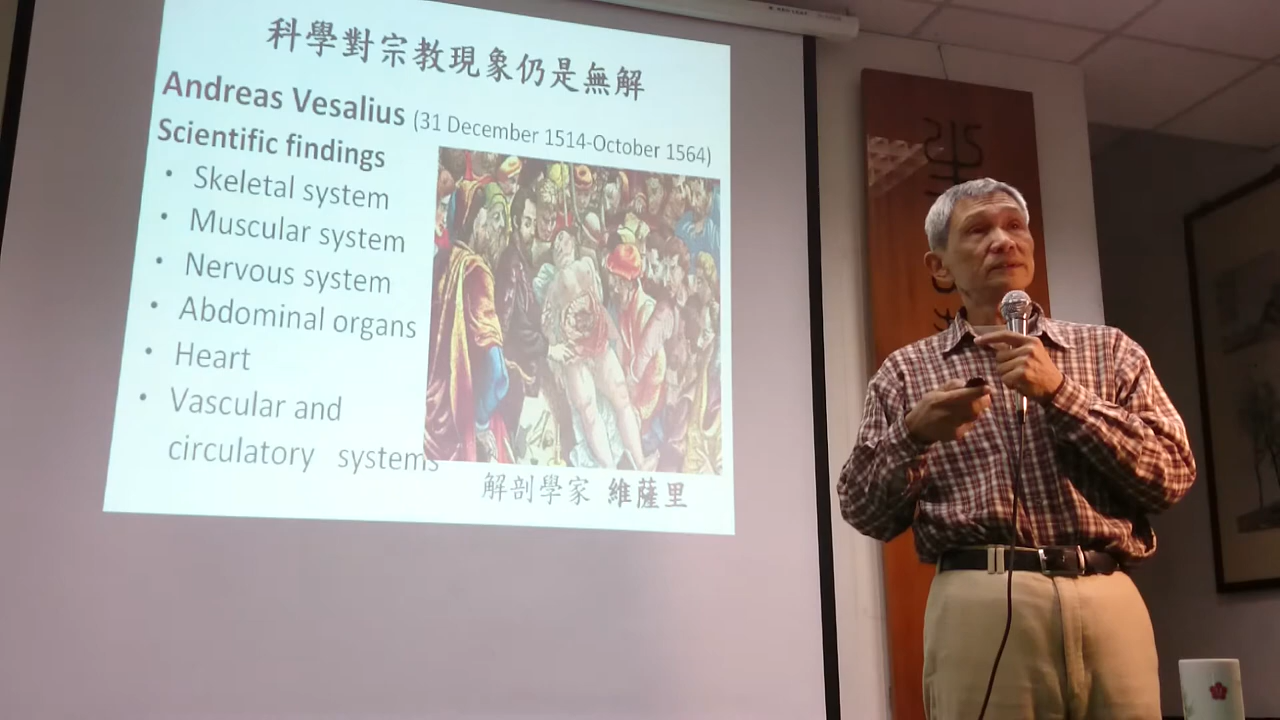 科學對宗教現象仍是無解
Andreas Vesalius (31 December 1514-October 1564)
Scientific findings
• Skeletal system
• Muscular system
• Nervous system
• Abdominal organs
• Heart
• Vascular and
circulatory systems
解剖學家 維薩里